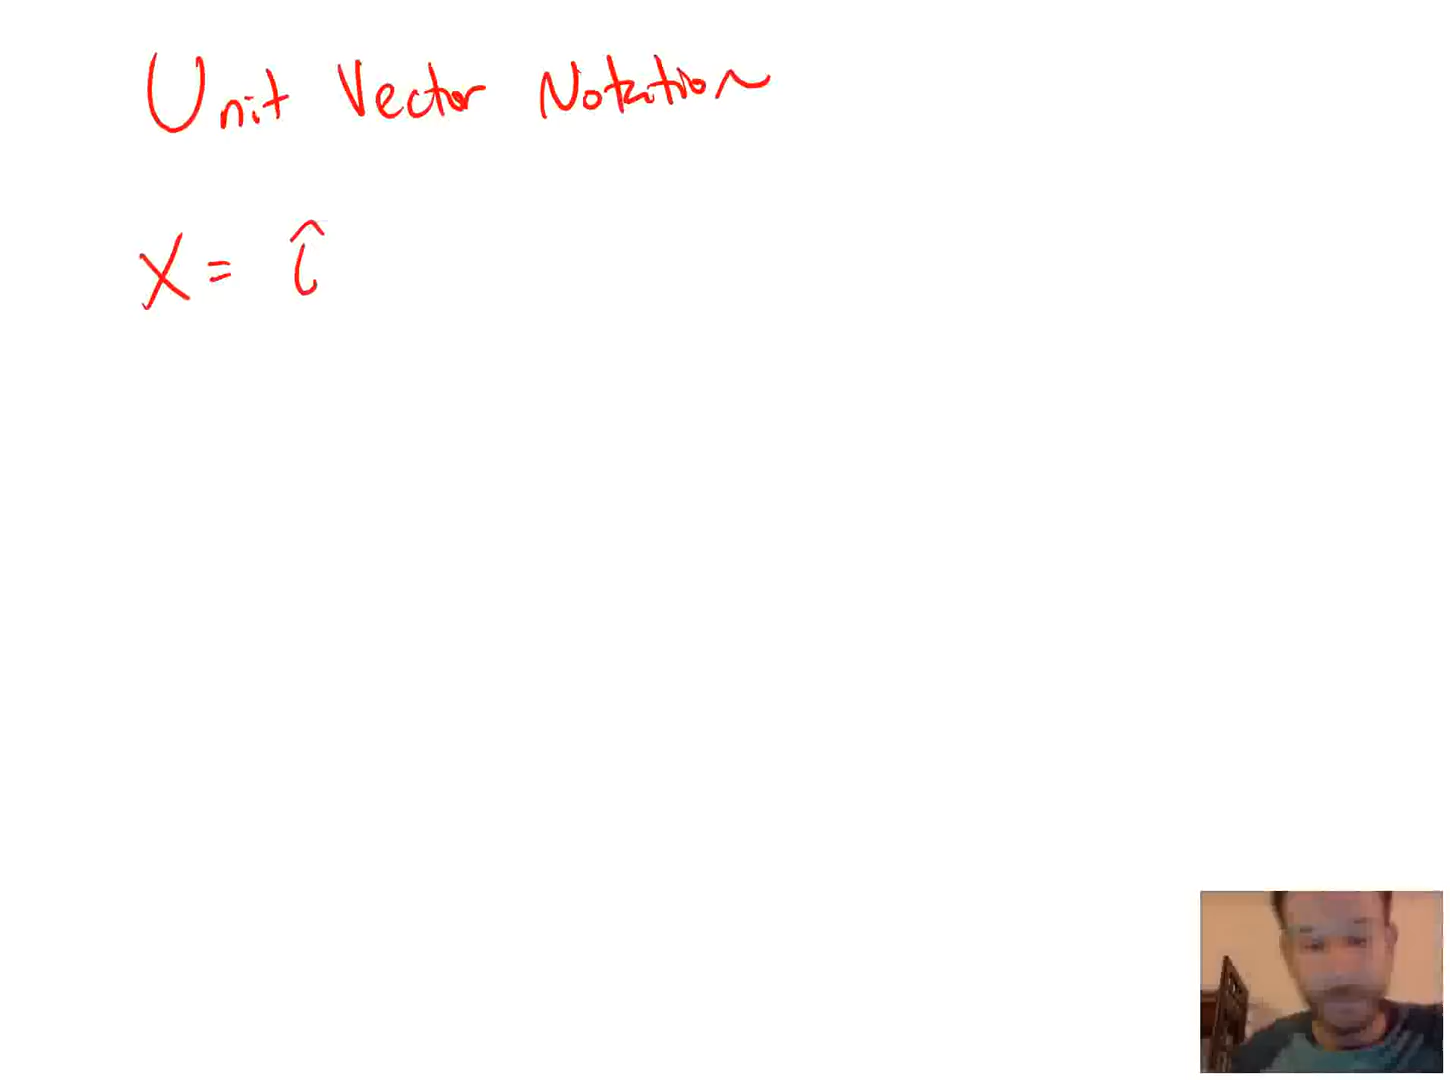 Unit Vector Notation
X = î